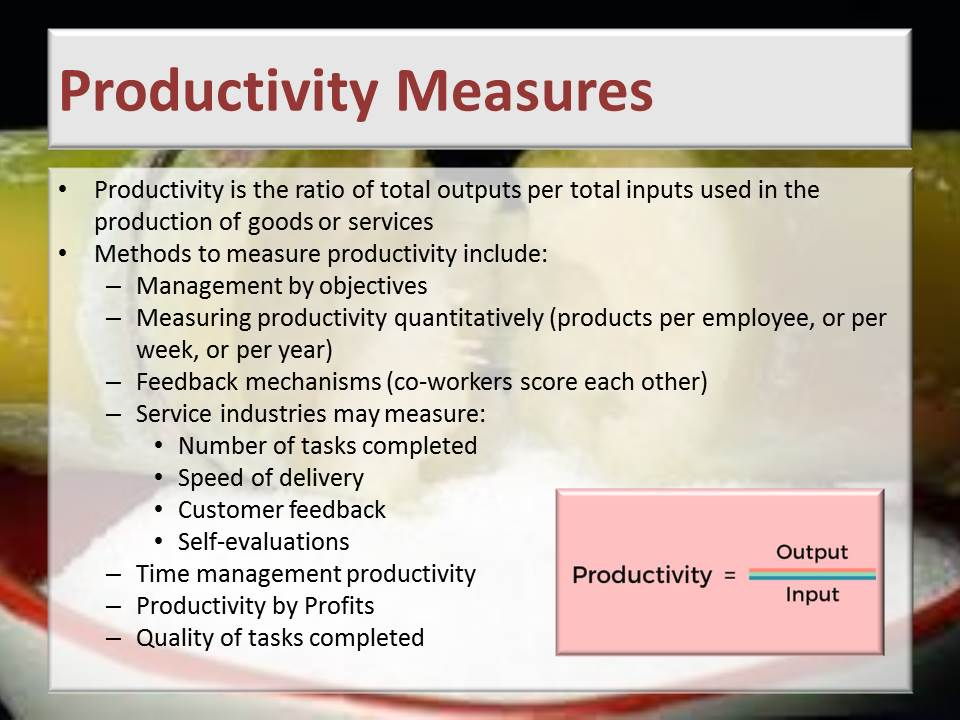 Productivity Measures
• Productivity is the ratio of total outputs per total inputs used in the
production of goods or services
• Methods to measure productivity include:
– Management by objectives
– Measuring productivity quantitatively (products per employee, or per
week, or per year)
– Feedback mechanisms (co-workers score each other)
– Service industries may measure:
• Number of tasks completed
• Speed of delivery
• Customer feedback
• Self-evaluations
– Time management productivity
– Productivity by Profits
– Quality of tasks completed
Output
Productivity =
Input